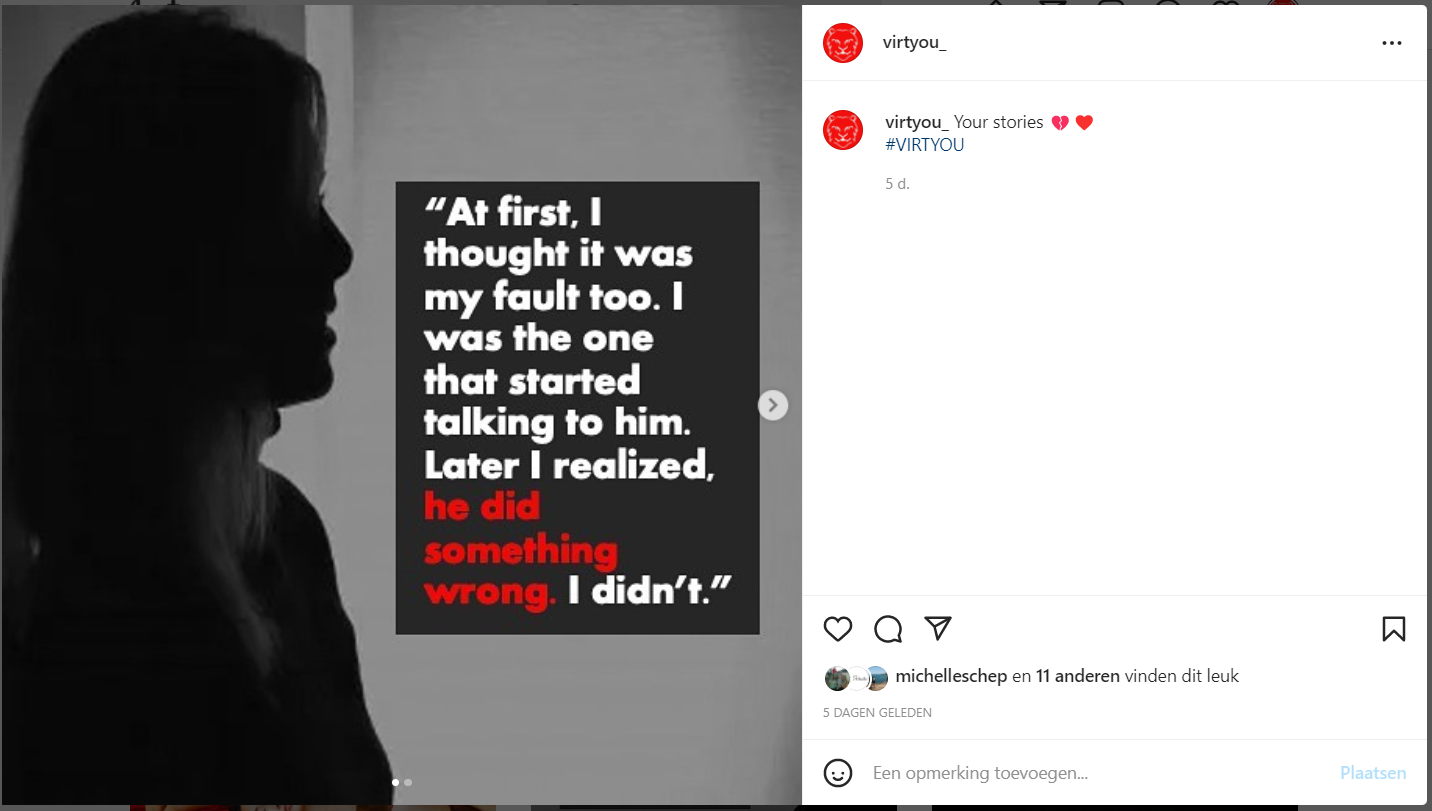 “At first, I
thought it was
my fault too. I
was the one
that started
talking to him.
Later I realized,
he did
something
wrong. I didn’t.”
virtyou_
virtyou_ Your stories 💔 ❤️
#VIRTYOU
5 d.
michelleschep en 11 anderen vinden dit leuk
5 DAGEN GELEDEN
Een opmerking toevoegen...
Plaatsen